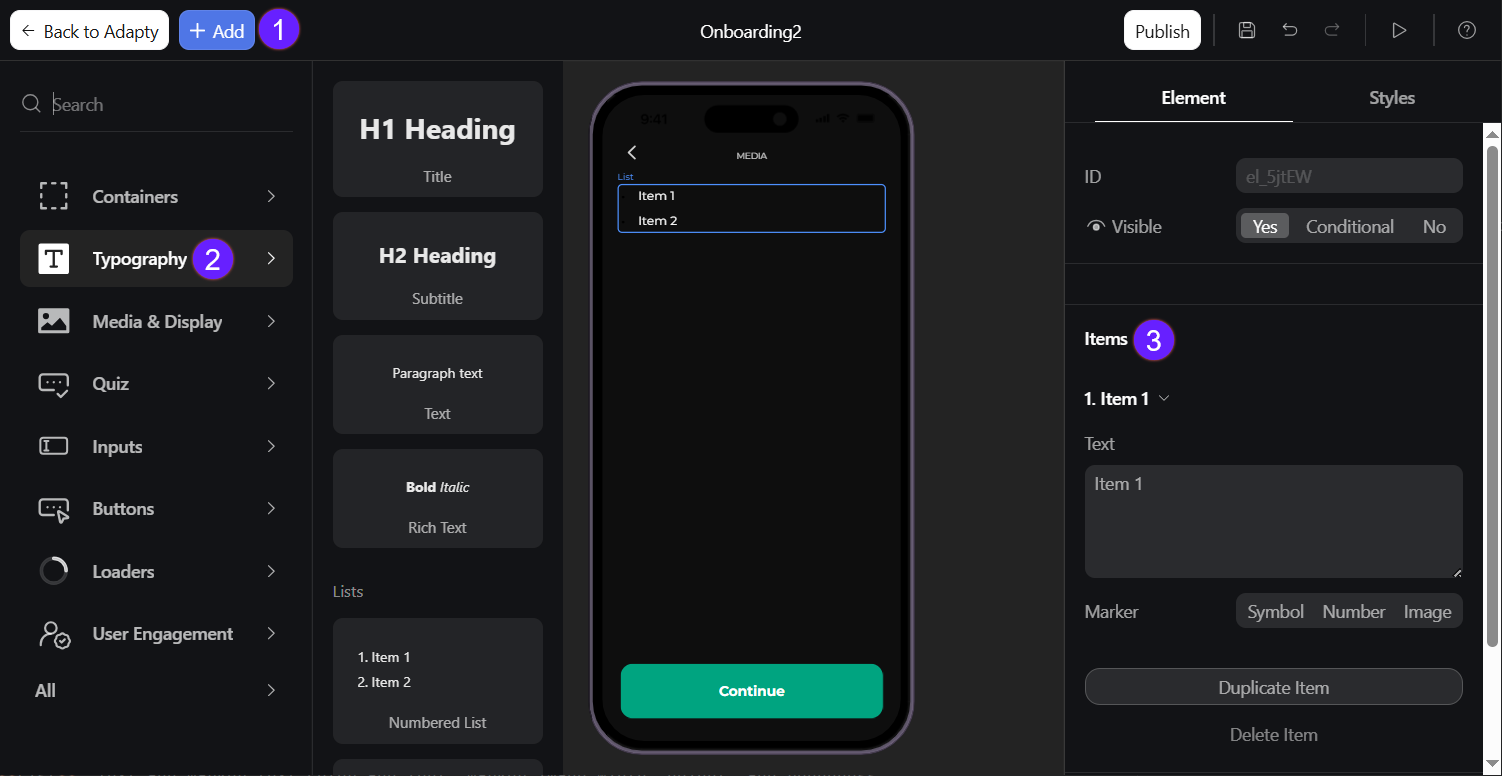 ← Back to Adapty
+ Add
1
Onboarding2
Publish
Search
Containers
Typography
2
Media & Display
Quiz
Inputs
Buttons
Loaders
User Engagement
All
H1 Heading
Title
H2 Heading
Subtitle
Paragraph text
Text
Bold Italic
Rich Text
Lists
1. Item 1
2. Item 2
Numbered List
9:41
MEDIA
List
Item 1
Item 2
Continue
Element
Styles
ID
el_5jtEW
Visible
Yes
Conditional
No
Items
3
1. Item 1
Text
Item 1
Marker
Symbol
Number
Image
Duplicate Item
Delete Item